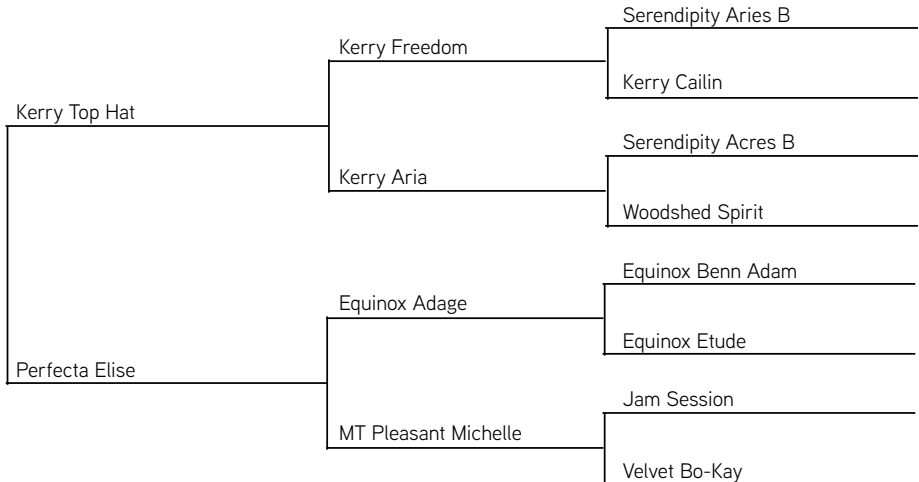 Serendipity Aries B
Kerry Freedom
Kerry Cailin
Kerry Top Hat
Serendipity Acres B
Kerry Aria
Woodshed Spirit
Equinox Benn Adam
Equinox Adage
Equinox Etude
Perfecta Elise
Jam Session
MT Pleasant Michelle
Velvet Bo-Kay